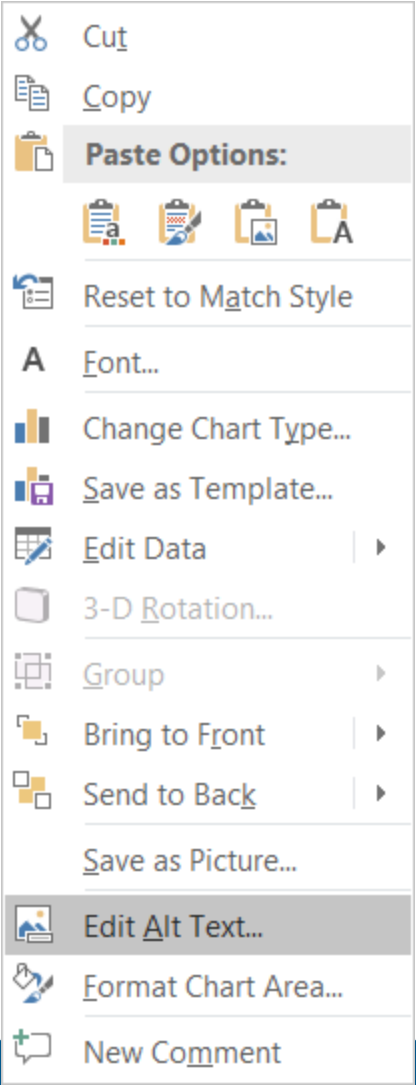 Cut
Copy
Paste Options:
a A
Reset to Match Style
A Font...
Change Chart Type...
Save as Template...
Edit Data
3-D Rotation...
Group
Bring to Front
Send to Back
Save as Picture...
Edit Alt Text...
Format Chart Area...
New Comment